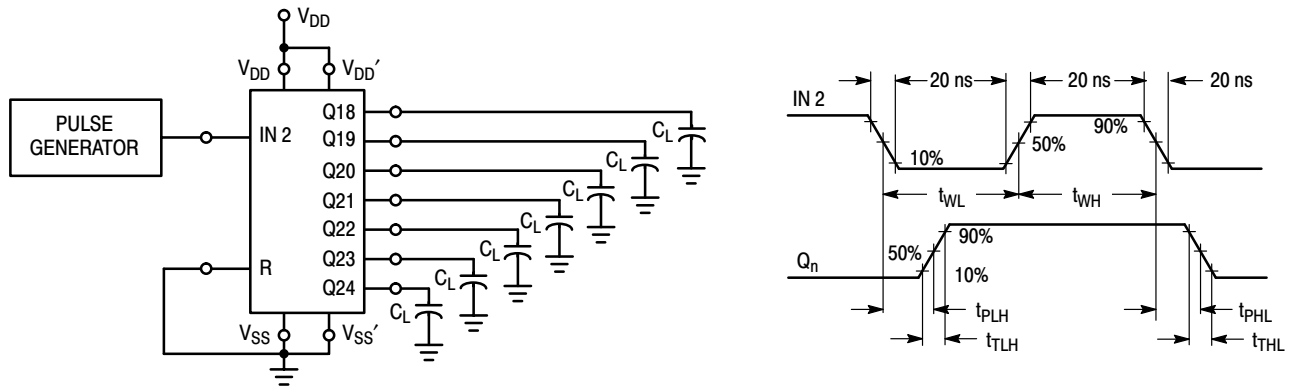 V_DD
V_DD V_DD′
PULSE
GENERATOR
IN 2
R
Q18
Q19
Q20
Q21
Q22
Q23
Q24
C_L
C_L
C_L
C_L
C_L
C_L
C_L
V_SS V_SS′
20 ns 20 ns 20 ns
IN 2
90%
50%
10%
t_WL t_WH
Q_n
50%
90%
10%
t_PLH t_PHL
t_TLH t_THL